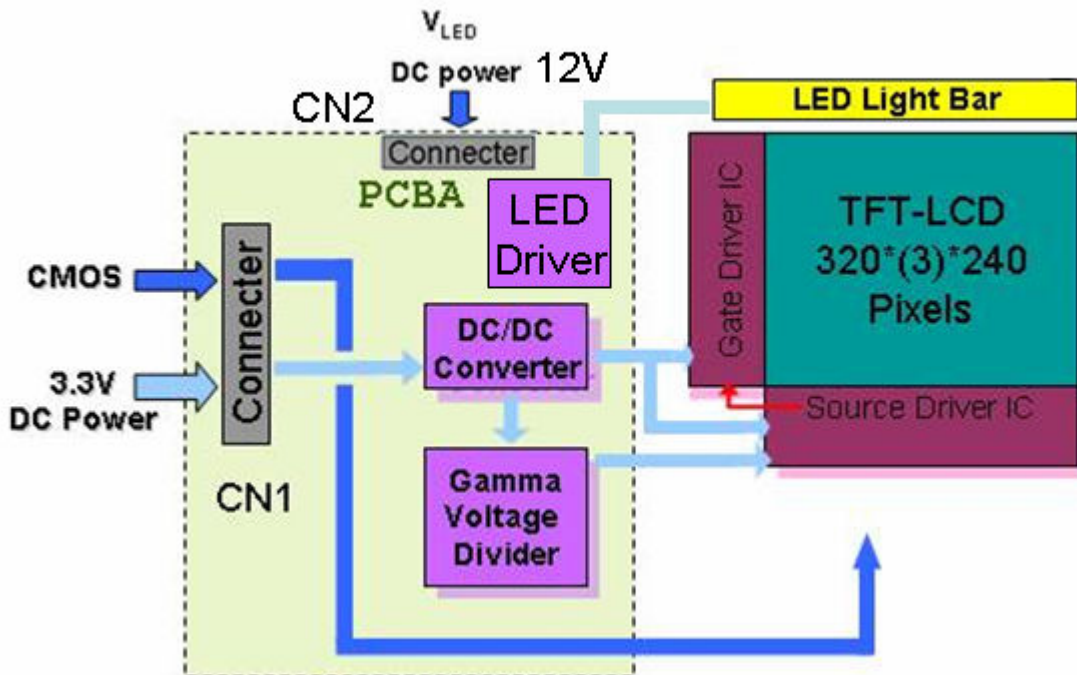 VLED
DC power 12V
CN2
LED Light Bar
Connecter
PCBA
LED
Driver
Gate Driver IC
TFT-LCD
320*(3)*240
Pixels
CMOS
Connecter
3.3V
DC Power
DC/DC
Converter
Source Driver IC
CN1
Gamma
Voltage
Divider